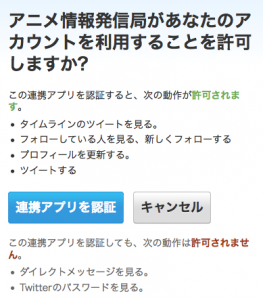 アニメ情報発信局があなたのア
カウントを利用することを許可
しますか?
この連携アプリを認証すると、次の動作が許可されま
す。
• タイムラインのツイートを見る。
• フォローしている人を見る、新しくフォローする
• プロフィールを更新する。
• ツイートする
連携アプリを認証 キャンセル
この連携アプリを認証しても、次の動作は許可されませ
ん。
• ダイレクトメッセージを見る。
• Twitterのパスワードを見る。